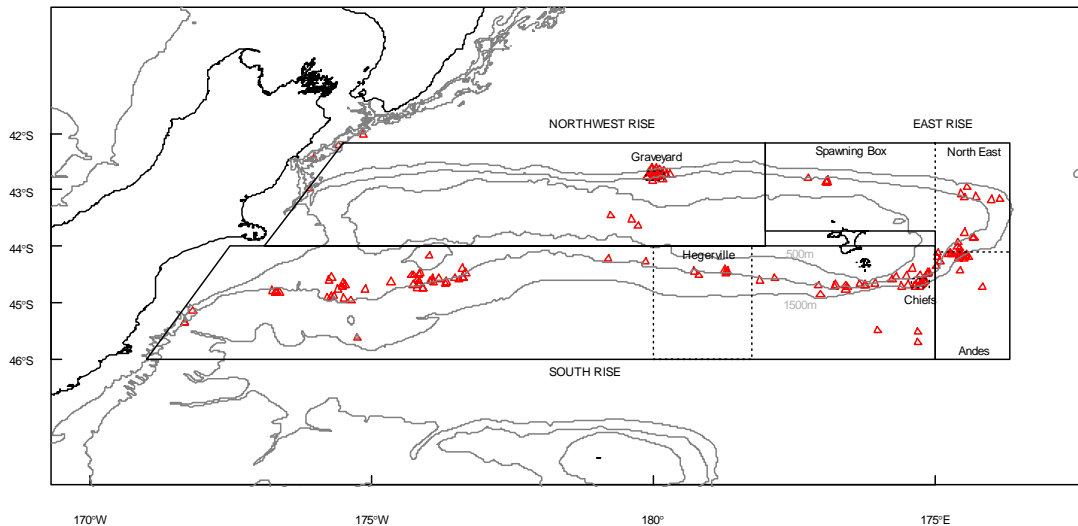 NORTHWEST RISE
EAST RISE
42°S
Graveyard
Spawning Box
North East
43°S
44°S
Hegerville
500m
45°S
1500m
Chiefs
46°S
Andes
SOUTH RISE
170°W
175°W
180°
175°E